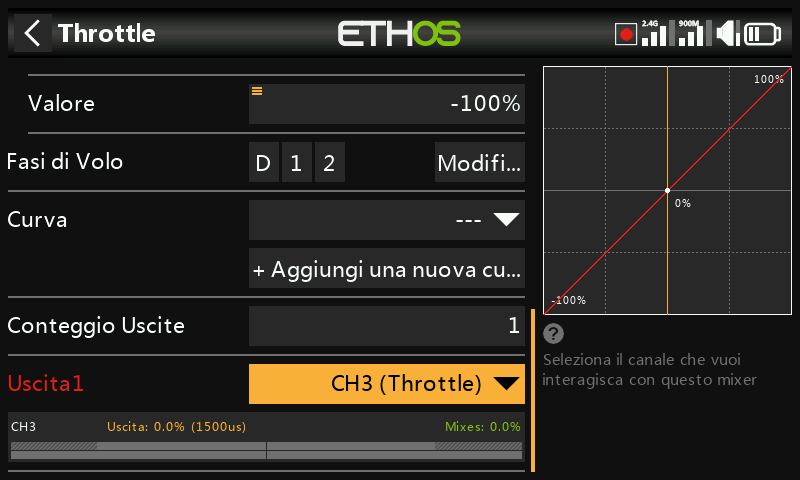 Throttle
ETHOS
2.4G
900M
Valore
-100%
Fasi di Volo
D 1 2
Modifi...
Curva
---
+ Aggiungi una nuova cu...
Conteggio Uscite
1
Uscita1
CH3 (Throttle)
CH3
Uscita: 0.0% (1500us)
Mixes: 0.0%
100%
0%
-100%
?
Seleziona il canale che vuoi
interagisca con questo mixer